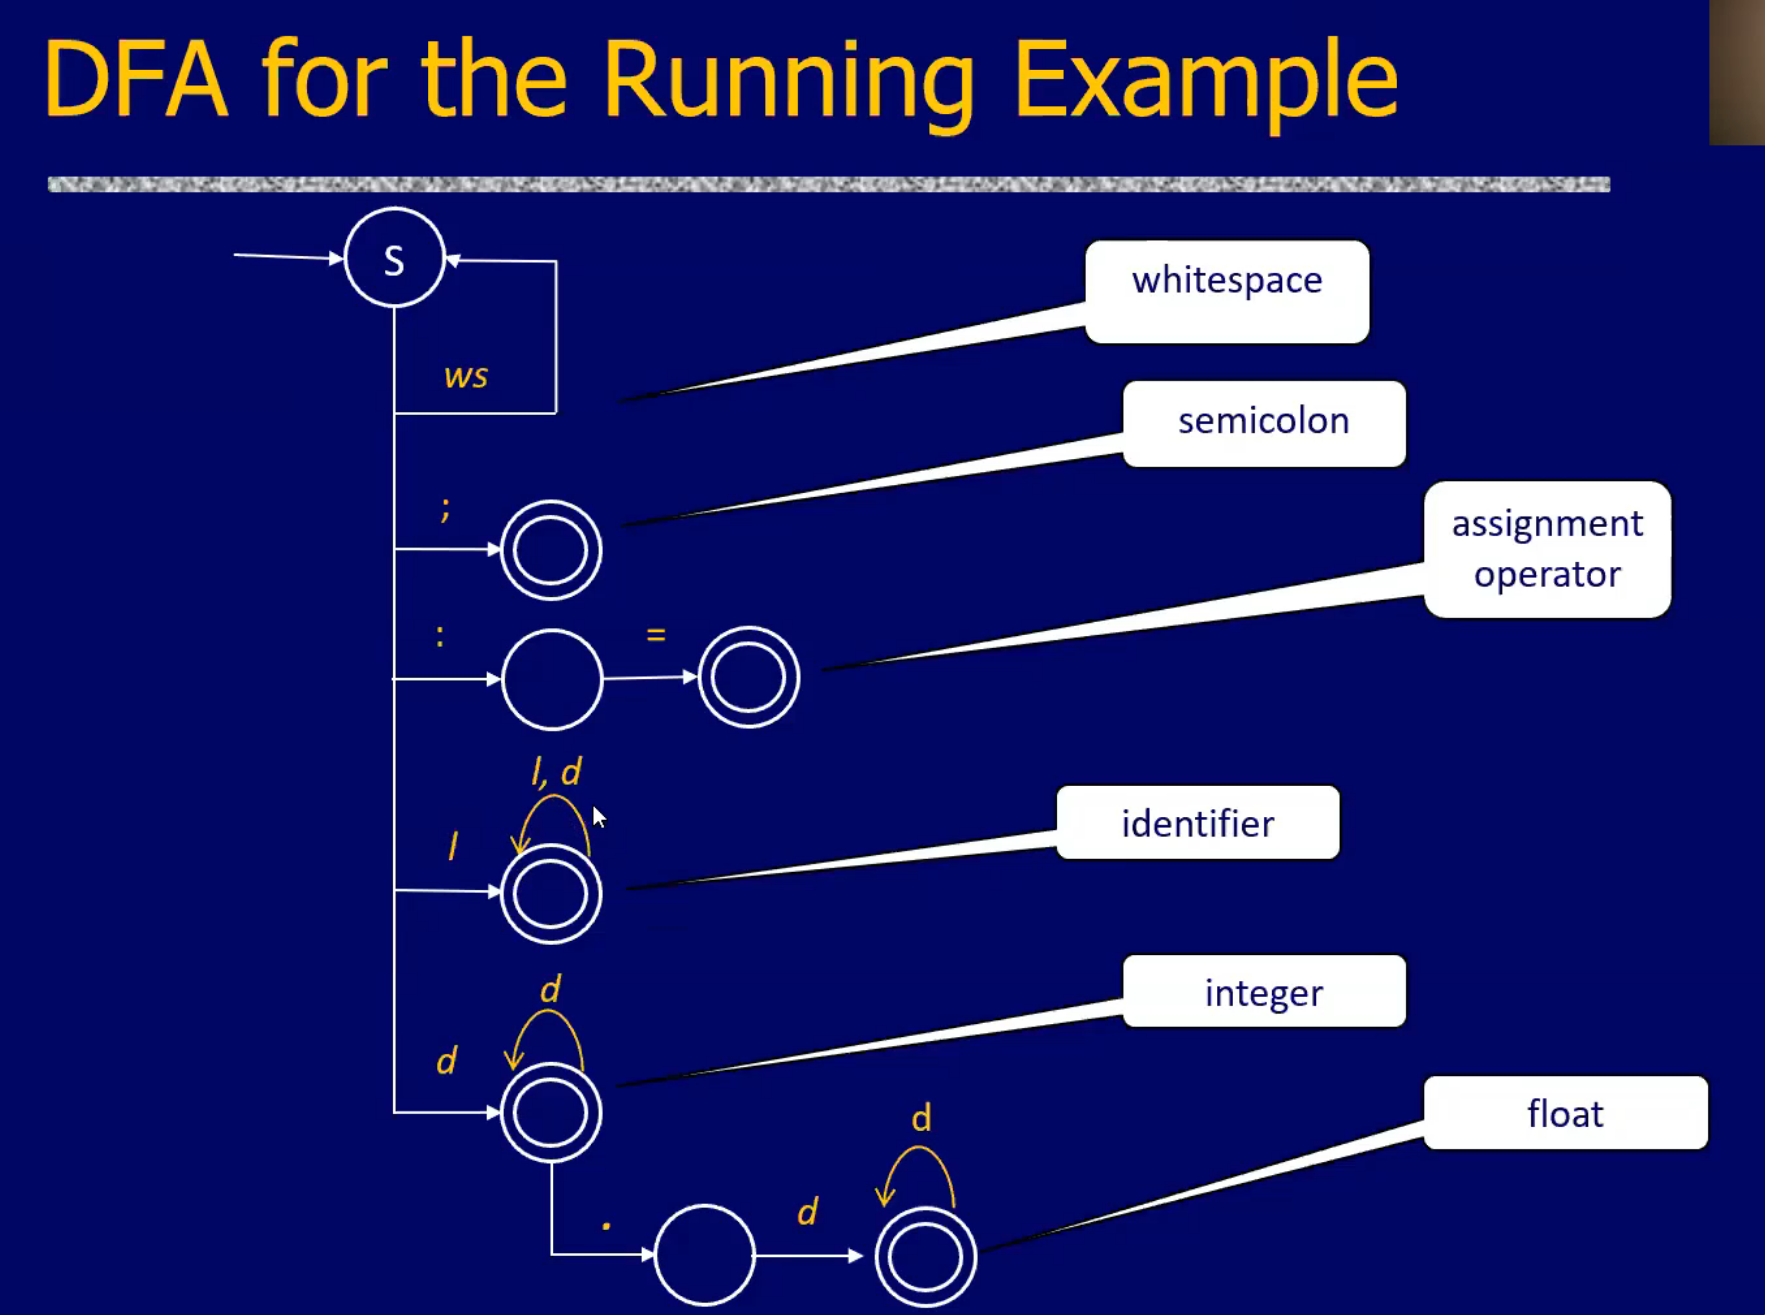 DFA for the Running Example
S
whitespace
ws
semicolon
;
assignment
operator
:
=
l, d
l
identifier
d
integer
d
d
float
.
d